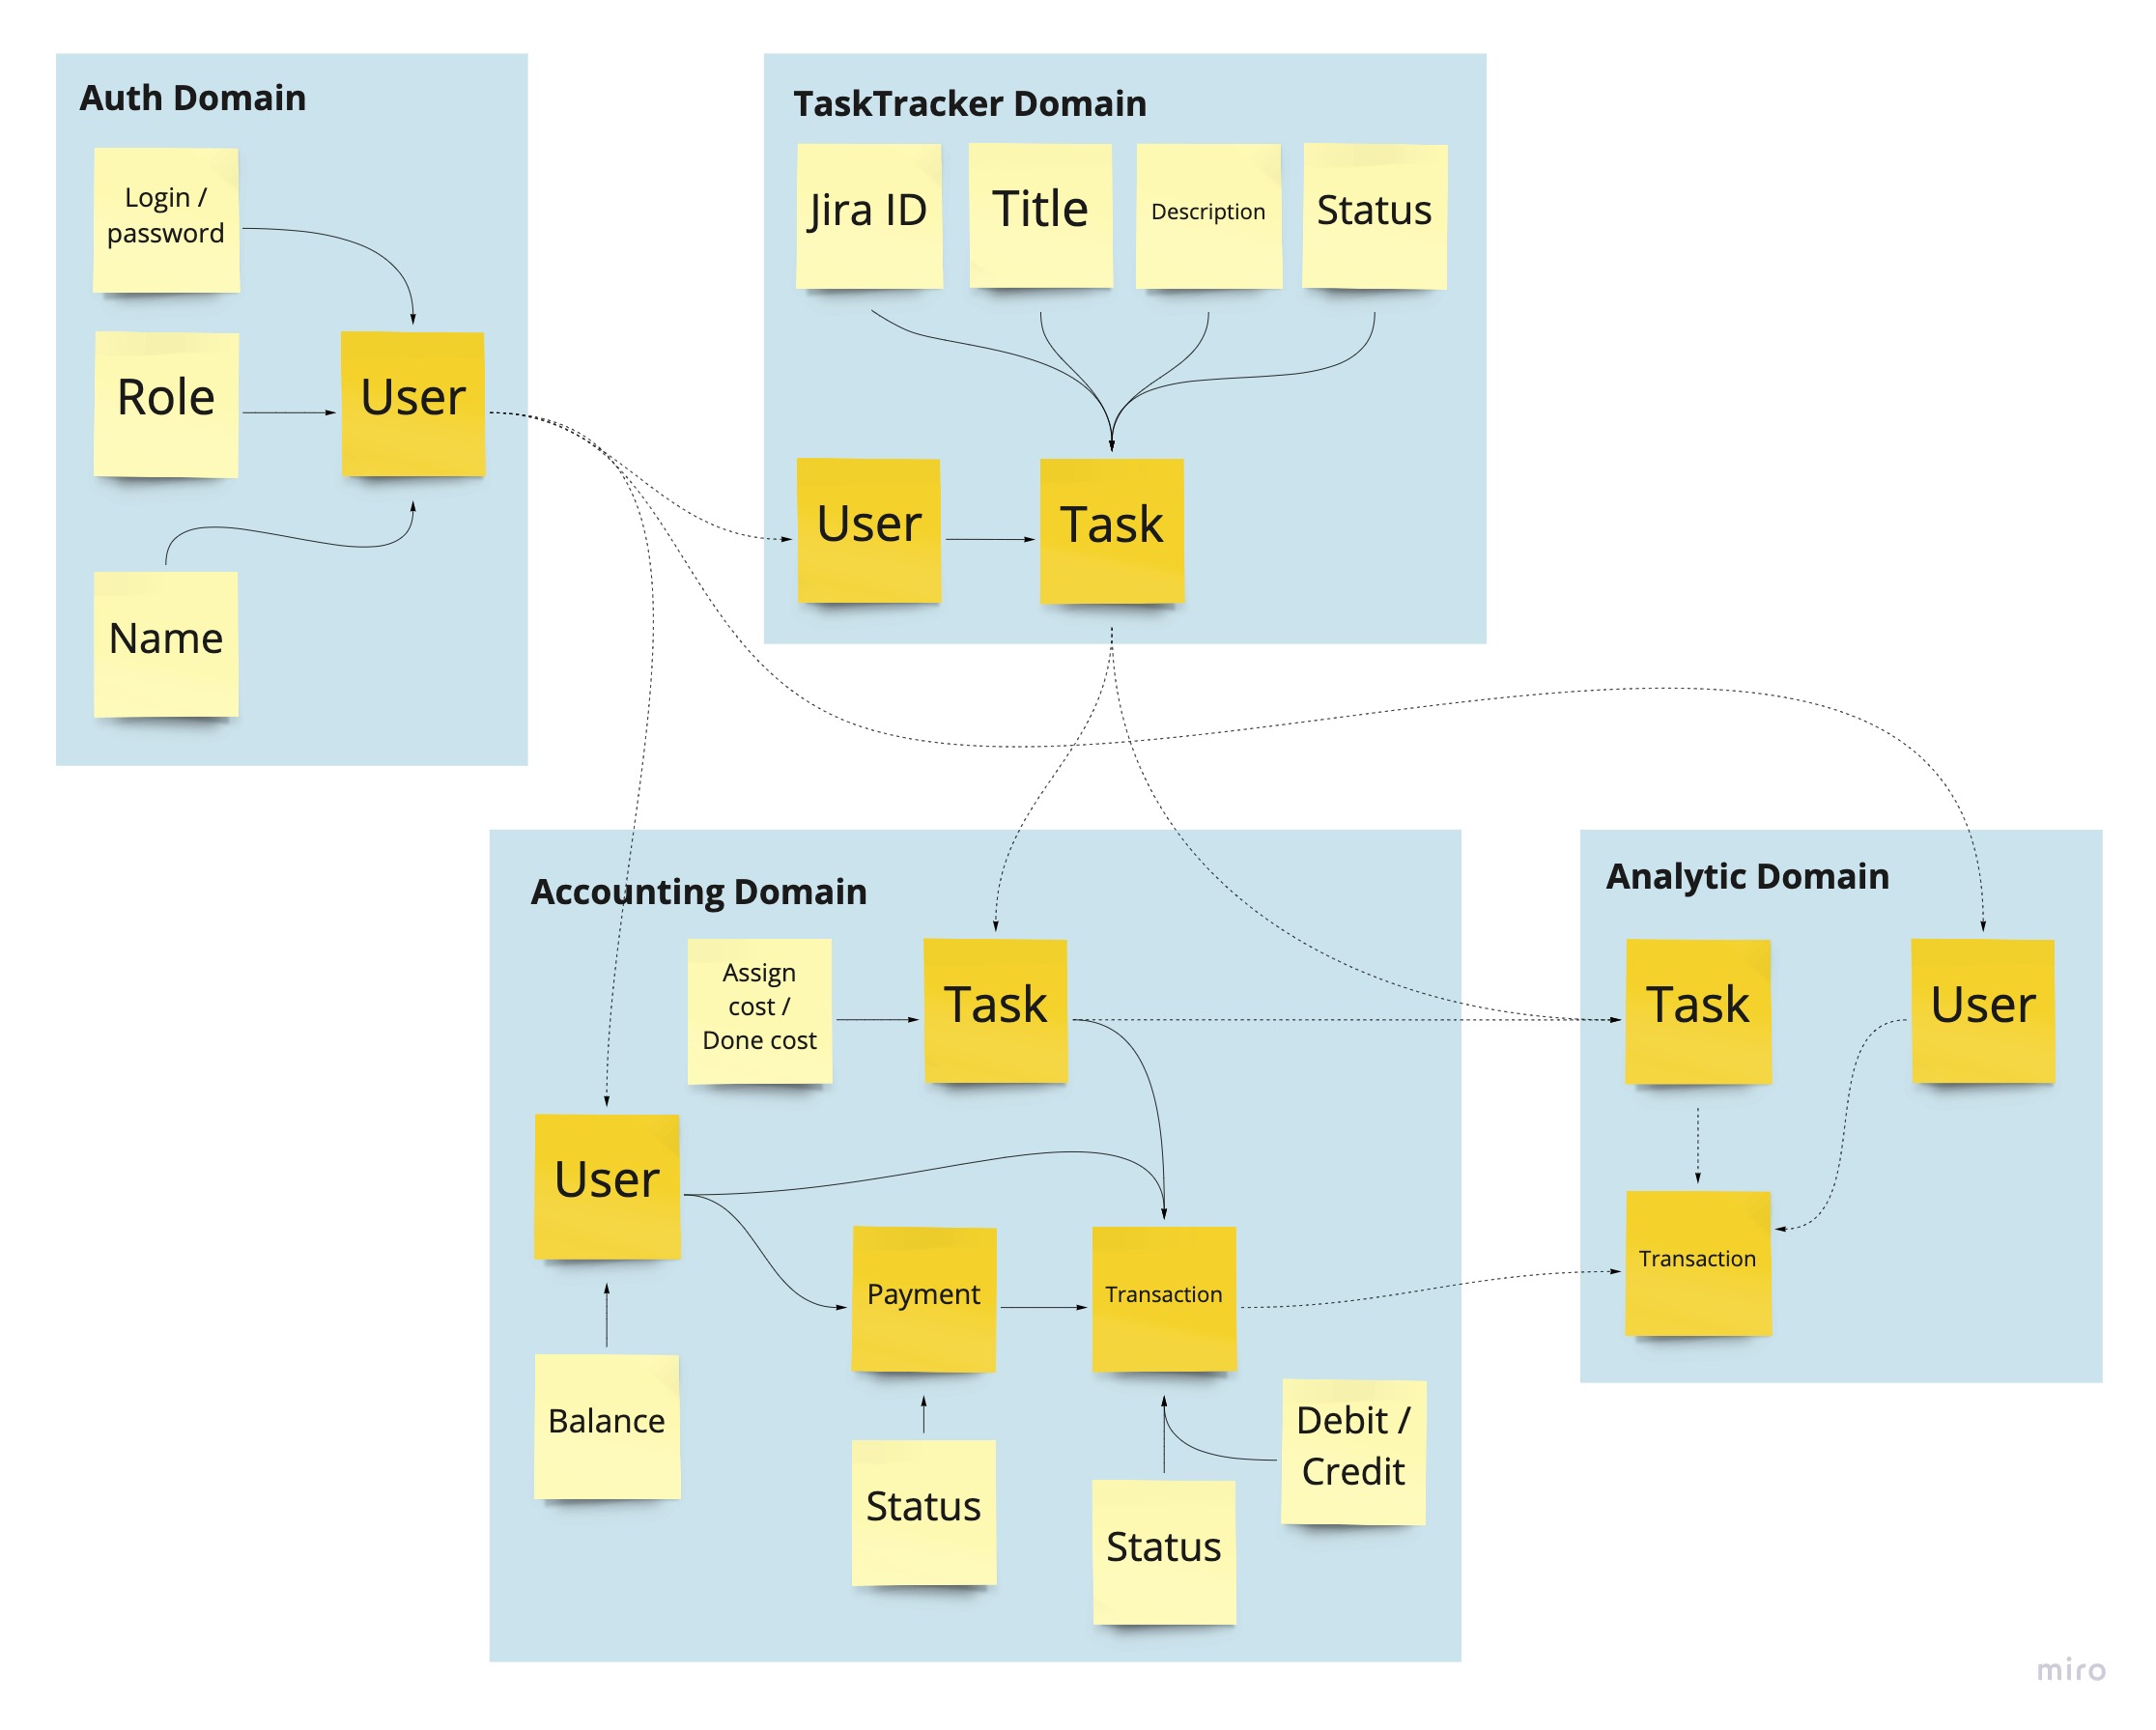 Auth Domain
Login /
password
Role
User
Name
TaskTracker Domain
Jira ID
Title
Description
Status
User
Task
Accounting Domain
Assign
cost /
Done cost
Task
User
Payment
Transaction
Balance
Status
Status
Debit /
Credit
Analytic Domain
Task
User
Transaction
miro